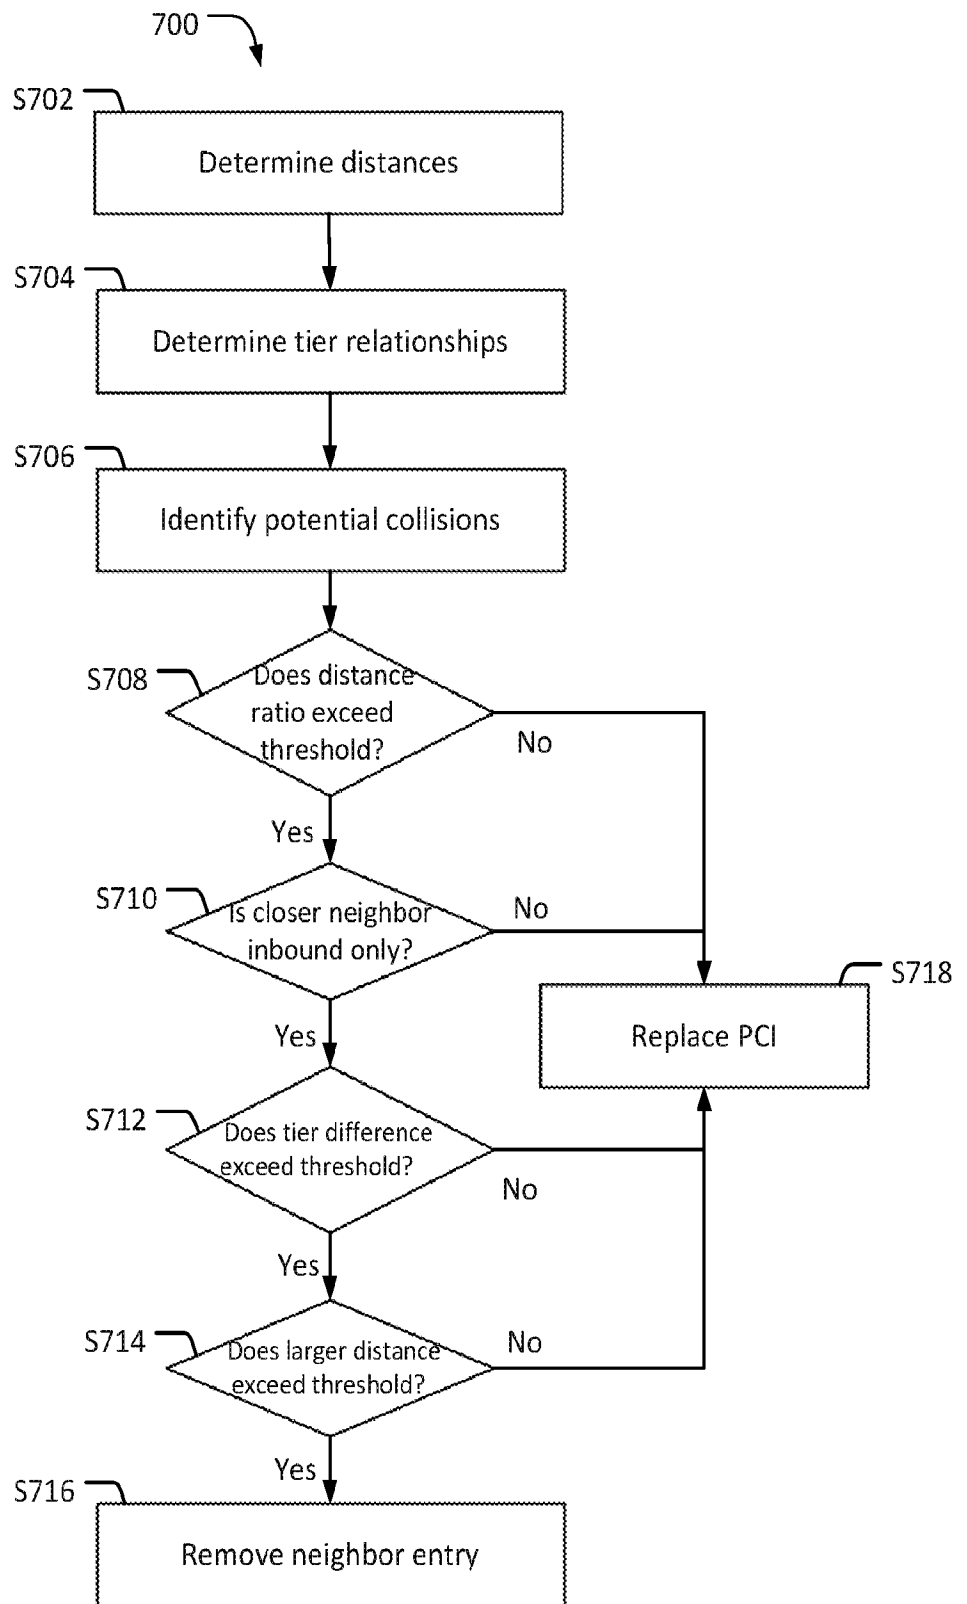 700
S702
Determine distances
S704
Determine tier relationships
S706
Identify potential collisions
S708
Does distance
ratio exceed
threshold?
No
Yes
S710
Is closer neighbor
inbound only?
No
Yes
S718
Replace PCI
S712
Does tier difference
exceed threshold?
No
Yes
S714
Does larger distance
exceed threshold?
No
Yes
S716
Remove neighbor entry